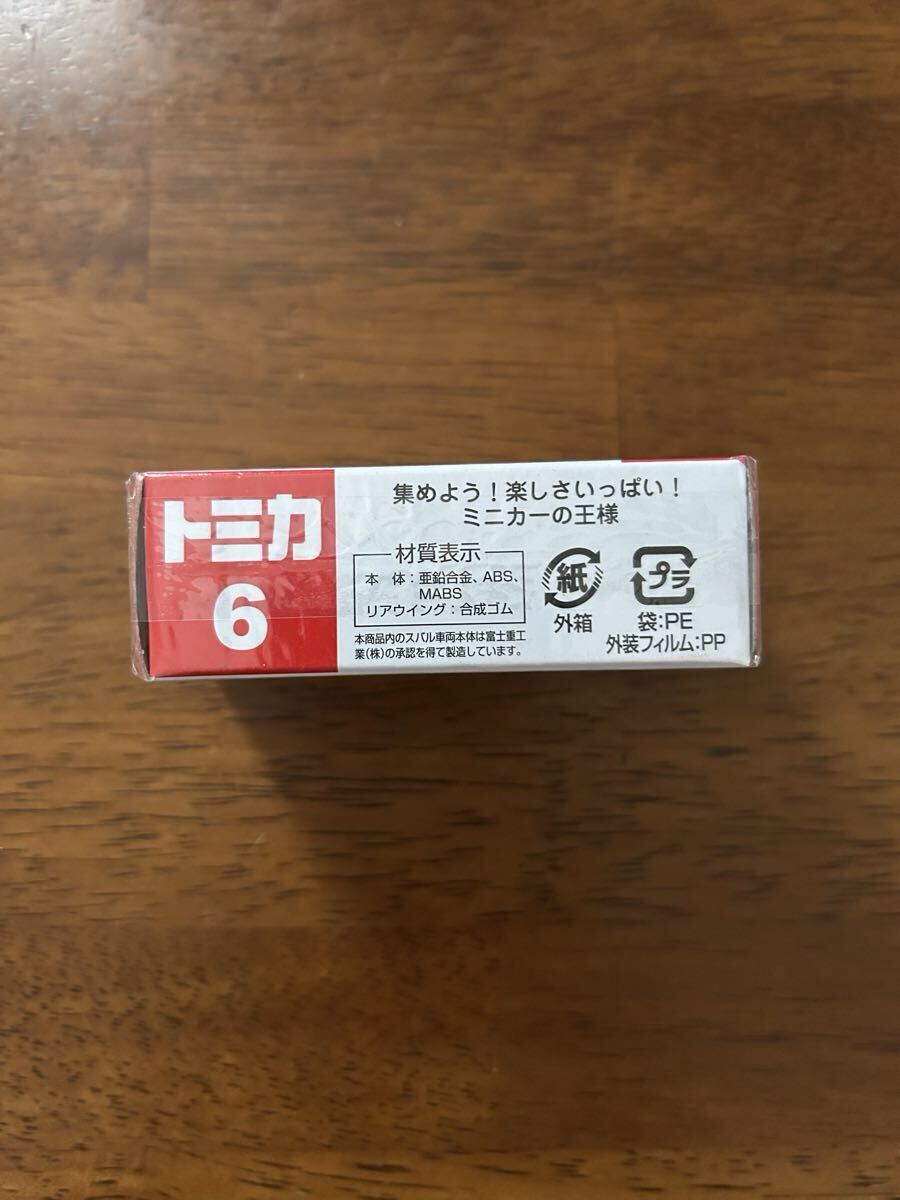 トミカ
6
集めよう！楽しさいっぱい！
ミニカーの王様
材質表示
本 体：亜鉛合金、ABS、
MABS
リアウイング：合成ゴム
本商品内のスバル車両本体は富士重工
業(株)の承認を得て製造しています。
紙
外箱
プラ
袋:PE
外装フィルム:PP